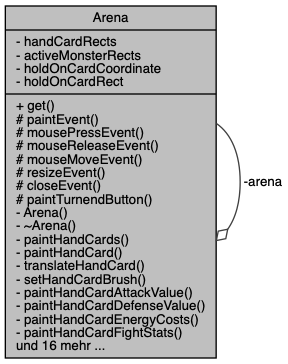 Arena
- handCardRects
- activeMonsterRects
- holdOnCardCoordinate
- holdOnCardRect
+ get()
# paintEvent()
# mousePressEvent()
# mouseReleaseEvent()
# mouseMoveEvent()
# resizeEvent()
# closeEvent()
# paintTurnendButton()
- Arena()
- ~Arena()
- paintHandCards()
- paintHandCard()
- translateHandCard()
- setHandCardBrush()
- paintHandCardAttackValue()
- paintHandCardDefenseValue()
- paintHandCardEnergyCosts()
- paintHandCardFightStats()
und 16 mehr ...
-arena